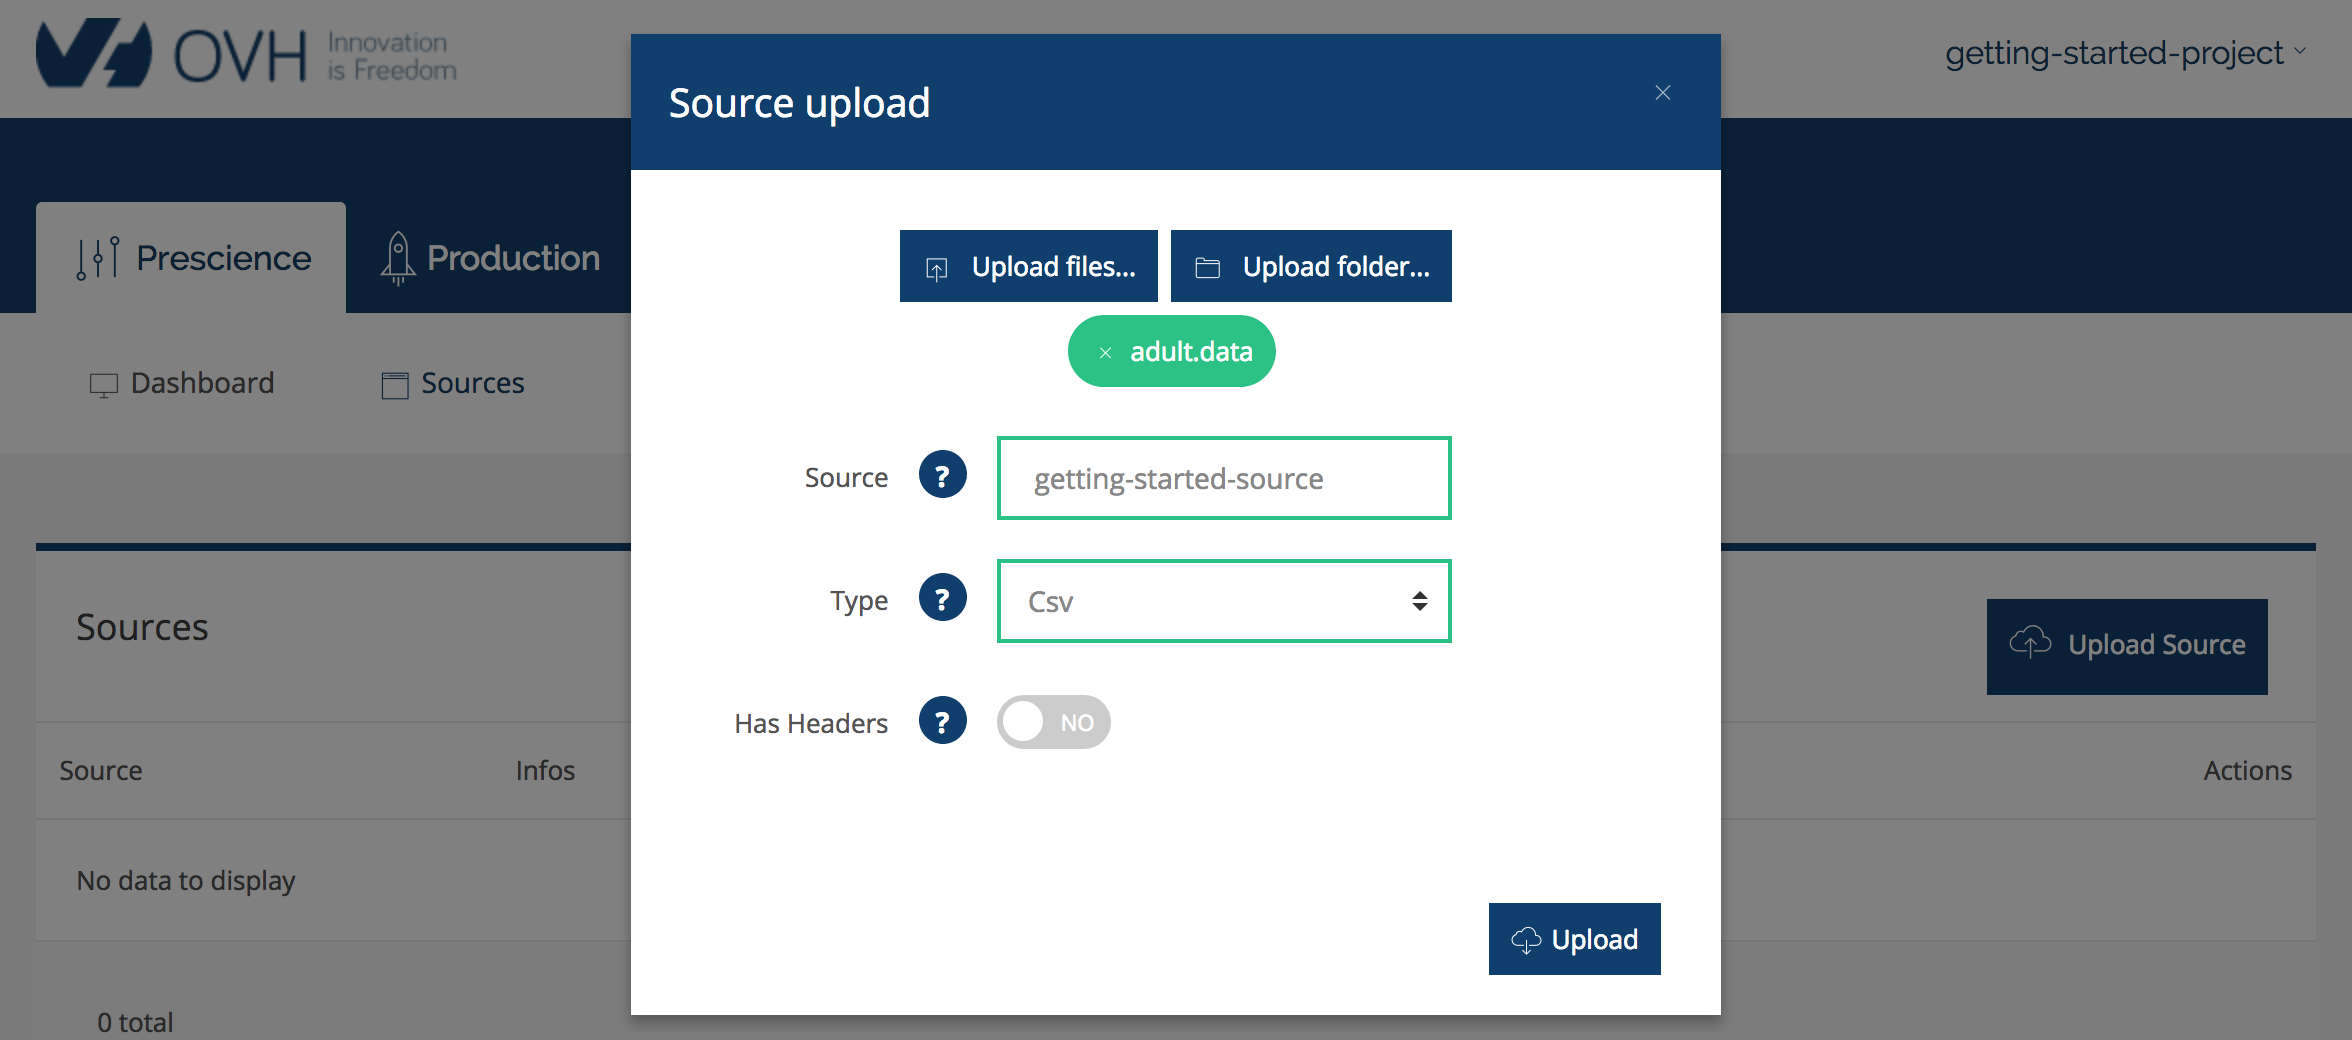 OVH Innovation
is Freedom
getting-started-project
Source upload
Prescience
Production
Upload files...
Upload folder...
adult.data
Dashboard
Sources
Source
?
getting-started-source
Type
?
Csv
Has Headers
?
NO
Sources
Upload Source
Source
Infos
Actions
No data to display
Upload
0 total